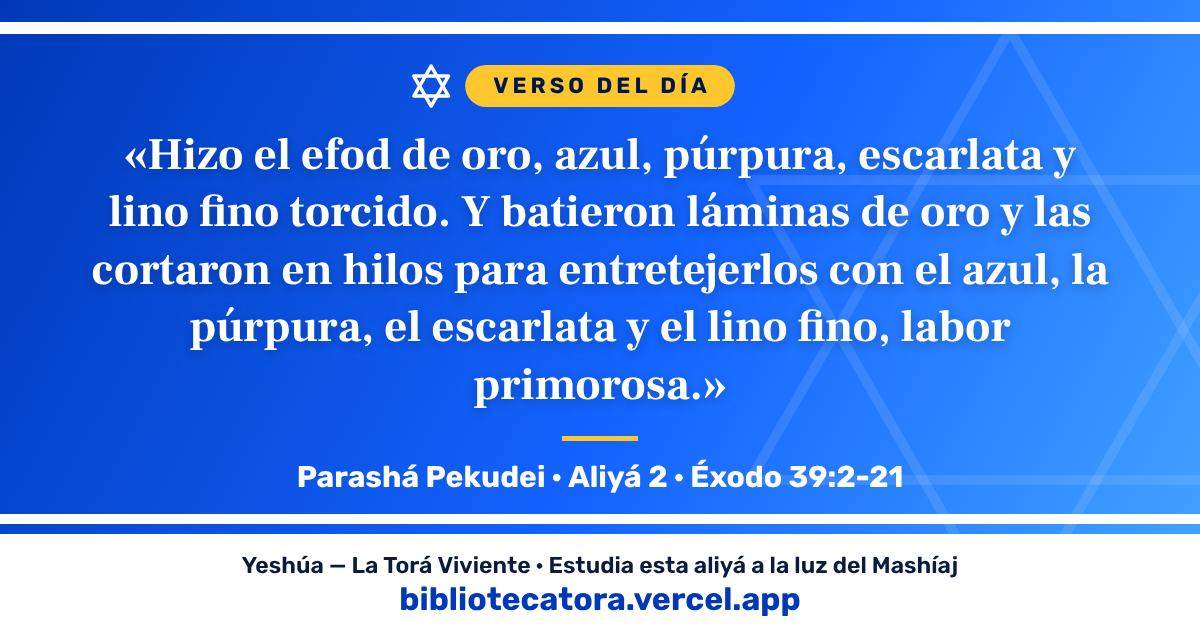 VERSO DEL DÍA
«Hizo el efod de oro, azul, púrpura, escarlata y
lino fino torcido. Y batieron láminas de oro y las
cortaron en hilos para entretejerlos con el azul, la
púrpura, el escarlata y el lino fino, labor
primorosa.»
Parashá Pekudei • Aliyá 2 • Éxodo 39:2-21
Yeshúa — La Torá Viviente • Estudia esta aliyá a la luz del Mashíaj
bibliotecatora.vercel.app